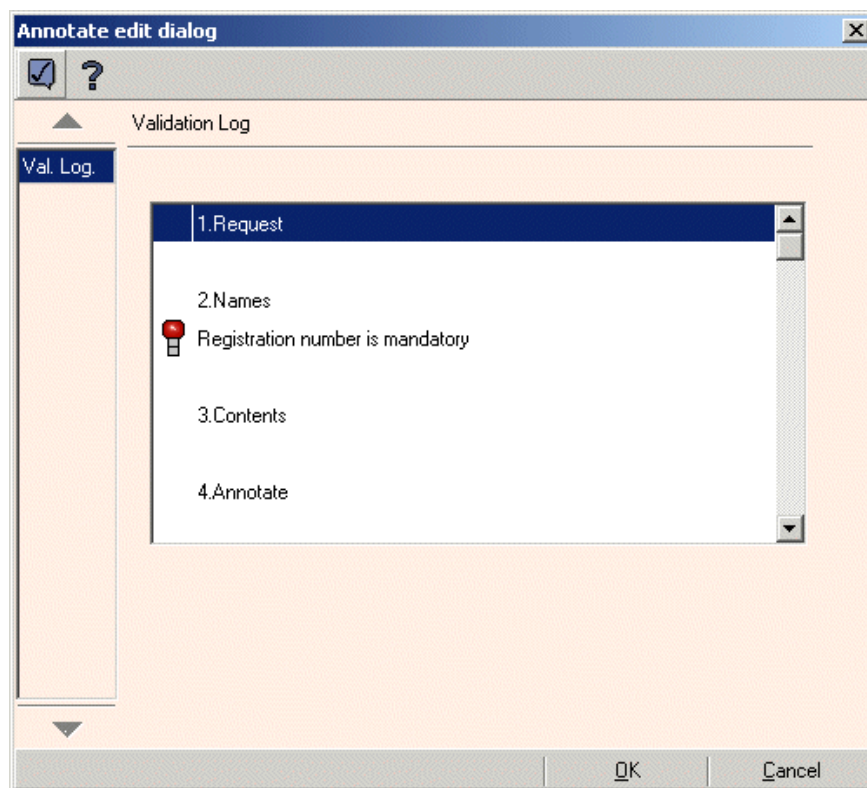 Annotate edit dialog
?
Validation Log
Val. Log.
1.Request
2.Names
Registration number is mandatory
3.Contents
4.Annotate
OK
Cancel